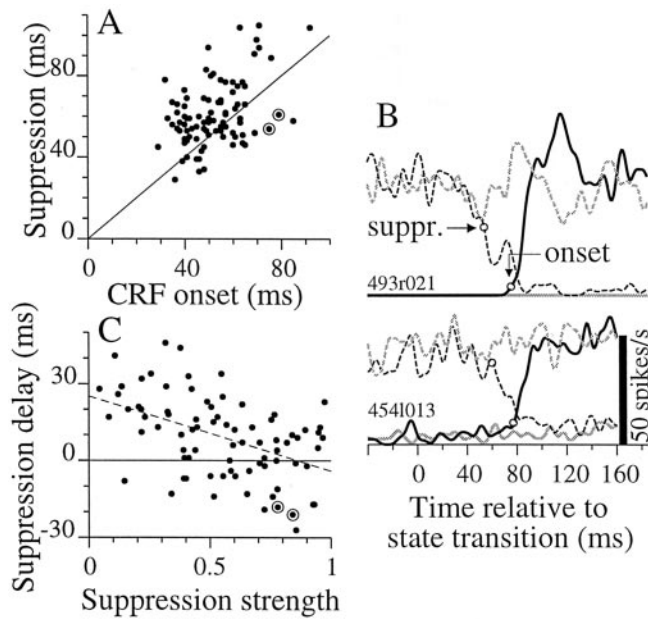 A
Suppression (ms)
80
40
0
0 40 80
CRF onset (ms)
B
suppr.
onset
493r021
454l013
50 spikes/s
0 40 80 120 160
Time relative to
state transition (ms)
C
Suppression delay (ms)
30
0
-30
0 0.5 1
Suppression strength